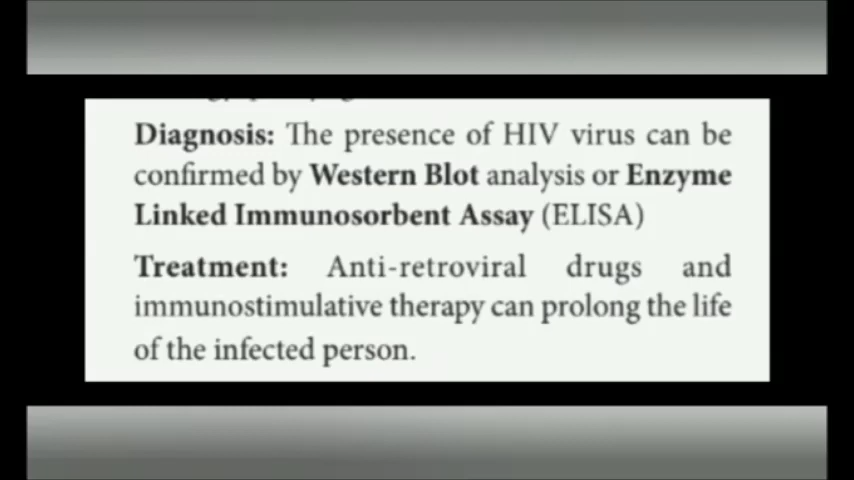 Diagnosis: The presence of HIV virus can be
confirmed by Western Blot analysis or Enzyme
Linked Immunosorbent Assay (ELISA)
Treatment: Anti-retroviral drugs and
immunostimulative therapy can prolong the life
of the infected person.